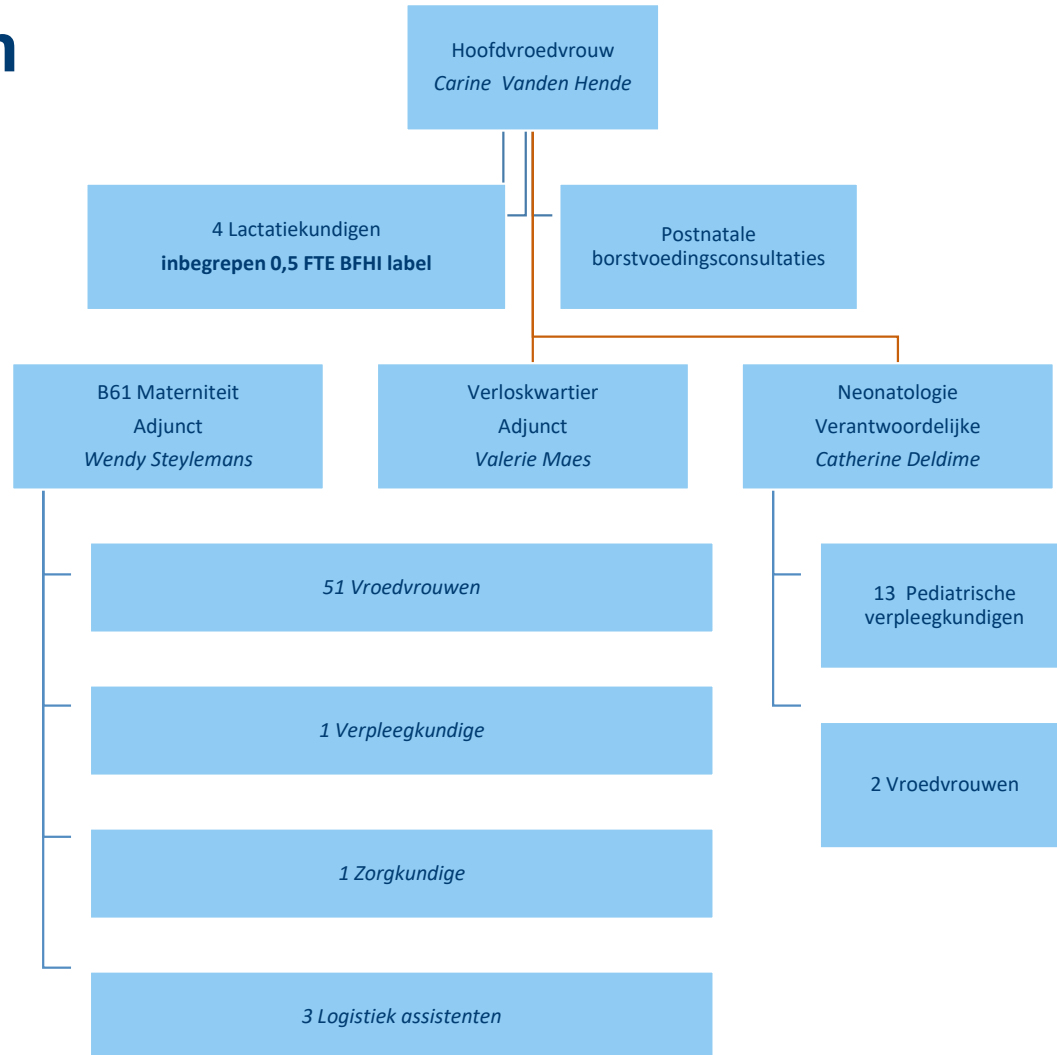 n
Hoofdvroedvrouw
Carine Vanden Hende
4 Lactatiekundigen
inbegrepen 0,5 FTE BFHI label
Postnatale
borstvoedingsconsultaties
B61 Materniteit
Adjunct
Wendy Steylemans
Verloskwartier
Adjunct
Valerie Maes
Neonatologie
Verantwoordelijke
Catherine Deldime
51 Vroedvrouwen
13 Pediatrische
verpleegkundigen
1 Verpleegkundige
2 Vroedvrouwen
1 Zorgkundige
3 Logistiek assistenten